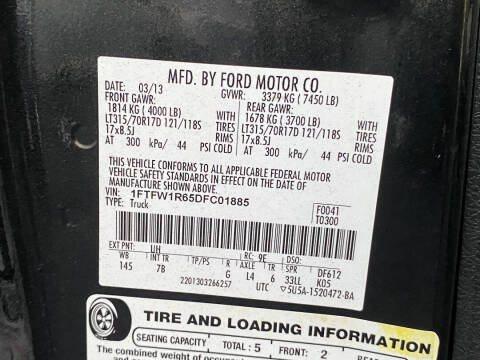 MFD. BY FORD MOTOR CO.
DATE: 03/13 GVWR: 3379 KG ( 7450 LB)
FRONT GAWR: REAR GAWR:
1814 KG ( 4000 LB) WITH 1678 KG ( 3700 LB) WITH
LT315/70R17D 121/118S TIRES LT315/70R17D 121/118S TIRES
17x8.5J RIMS 17x8.5J RIMS
AT 300 kPa/ 44 PSI COLD AT 300 kPa/ 44 PSI COLD
THIS VEHICLE CONFORMS TO ALL APPLICABLE FEDERAL MOTOR
VEHICLE SAFETY STANDARDS IN EFFECT ON THE DATE OF
MANUFACTURE SHOWN ABOVE.
VIN: 1FTFW1R65DFC01885 F0041
TYPE: Truck T0300
EXT PNT: UH RC: 9E DSO:
WB INT TR TP/PS R AXLE TR SPR DF612
145 7B G L4 6 33LL K05
2201303266257 UTC 5U5A-1520472-BA
TIRE AND LOADING INFORMATION
SEATING CAPACITY TOTAL: 5 FRONT: 2
The combined weight of